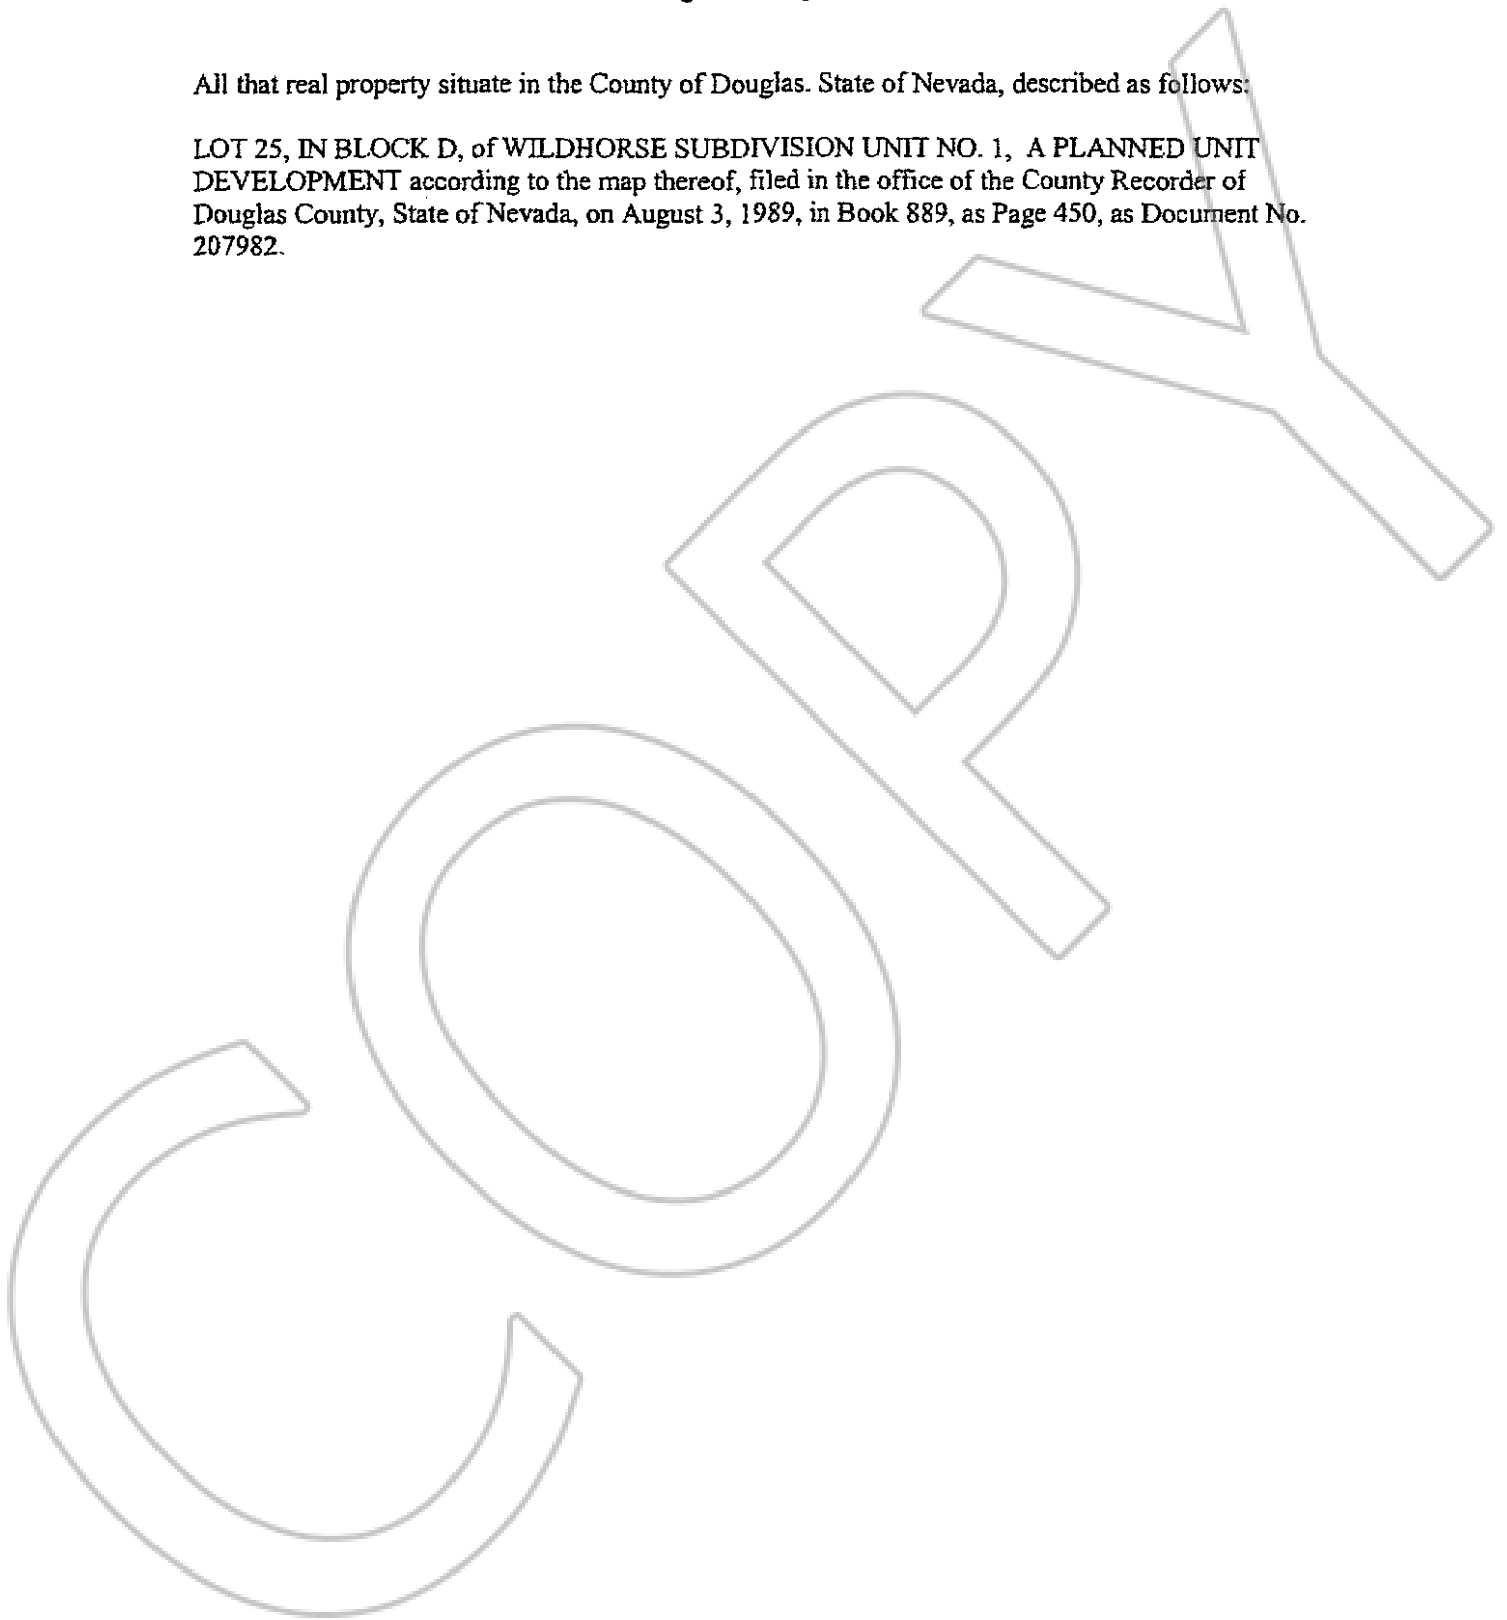 All that real property situate in the County of Douglas. State of Nevada, described as follows:
LOT 25, IN BLOCK D, of WILDHORSE SUBDIVISION UNIT NO. 1, A PLANNED UNIT
DEVELOPMENT according to the map thereof, filed in the office of the County Recorder of
Douglas County, State of Nevada, on August 3, 1989, in Book 889, as Page 450, as Document No.
207982.
COPY